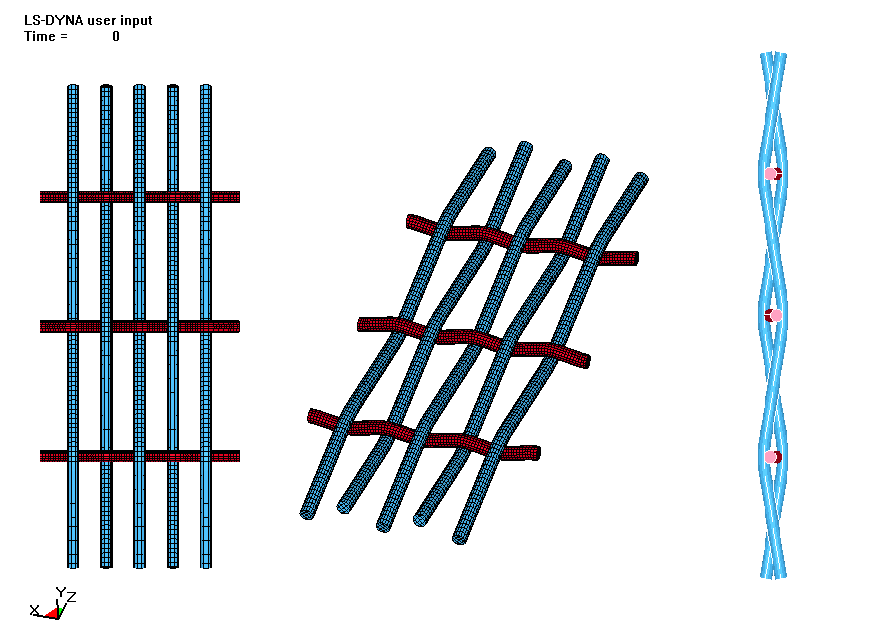 LS-DYNA user input
Time = 0
Y
Z
X